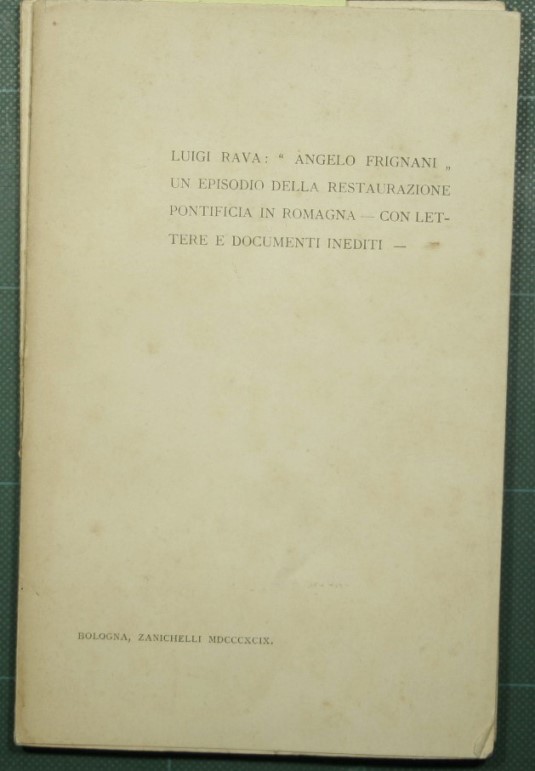 LUIGI RAVA: “ ANGELO FRIGNANI „
UN EPISODIO DELLA RESTAURAZIONE
PONTIFICIA IN ROMAGNA — CON LET-
TERE E DOCUMENTI INEDITI —
BOLOGNA, ZANICHELLI MDCCCXCIX.